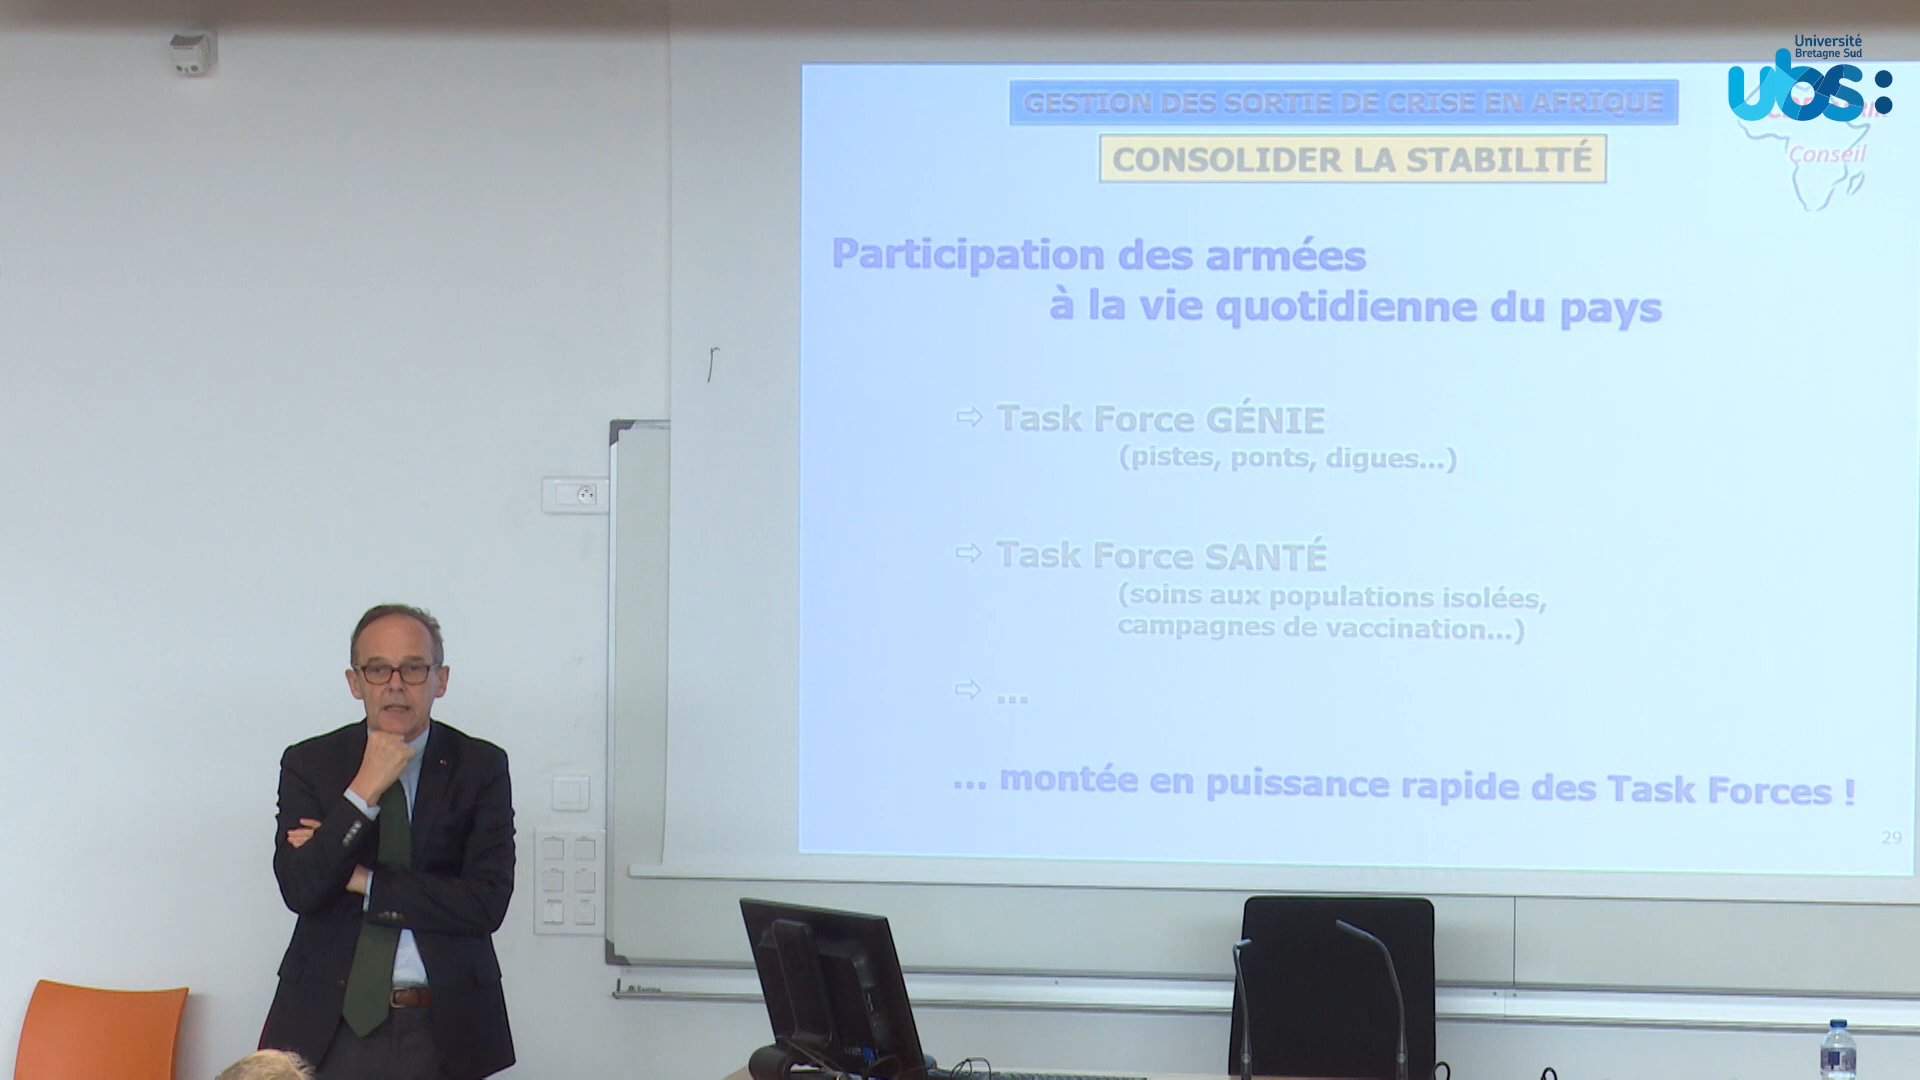 Université
Bretagne Sud
ubs:
GESTION DES SORTIE DE CRISE EN AFRIQUE
CONSOLIDER LA STABILITÉ
Conseil
Participation des armées
à la vie quotidienne du pays
⇨ Task Force GÉNIE
(pistes, ponts, digues...)
⇨ Task Force SANTÉ
(soins aux populations isolées,
campagnes de vaccination...)
⇨ ...
... montée en puissance rapide des Task Forces !
29